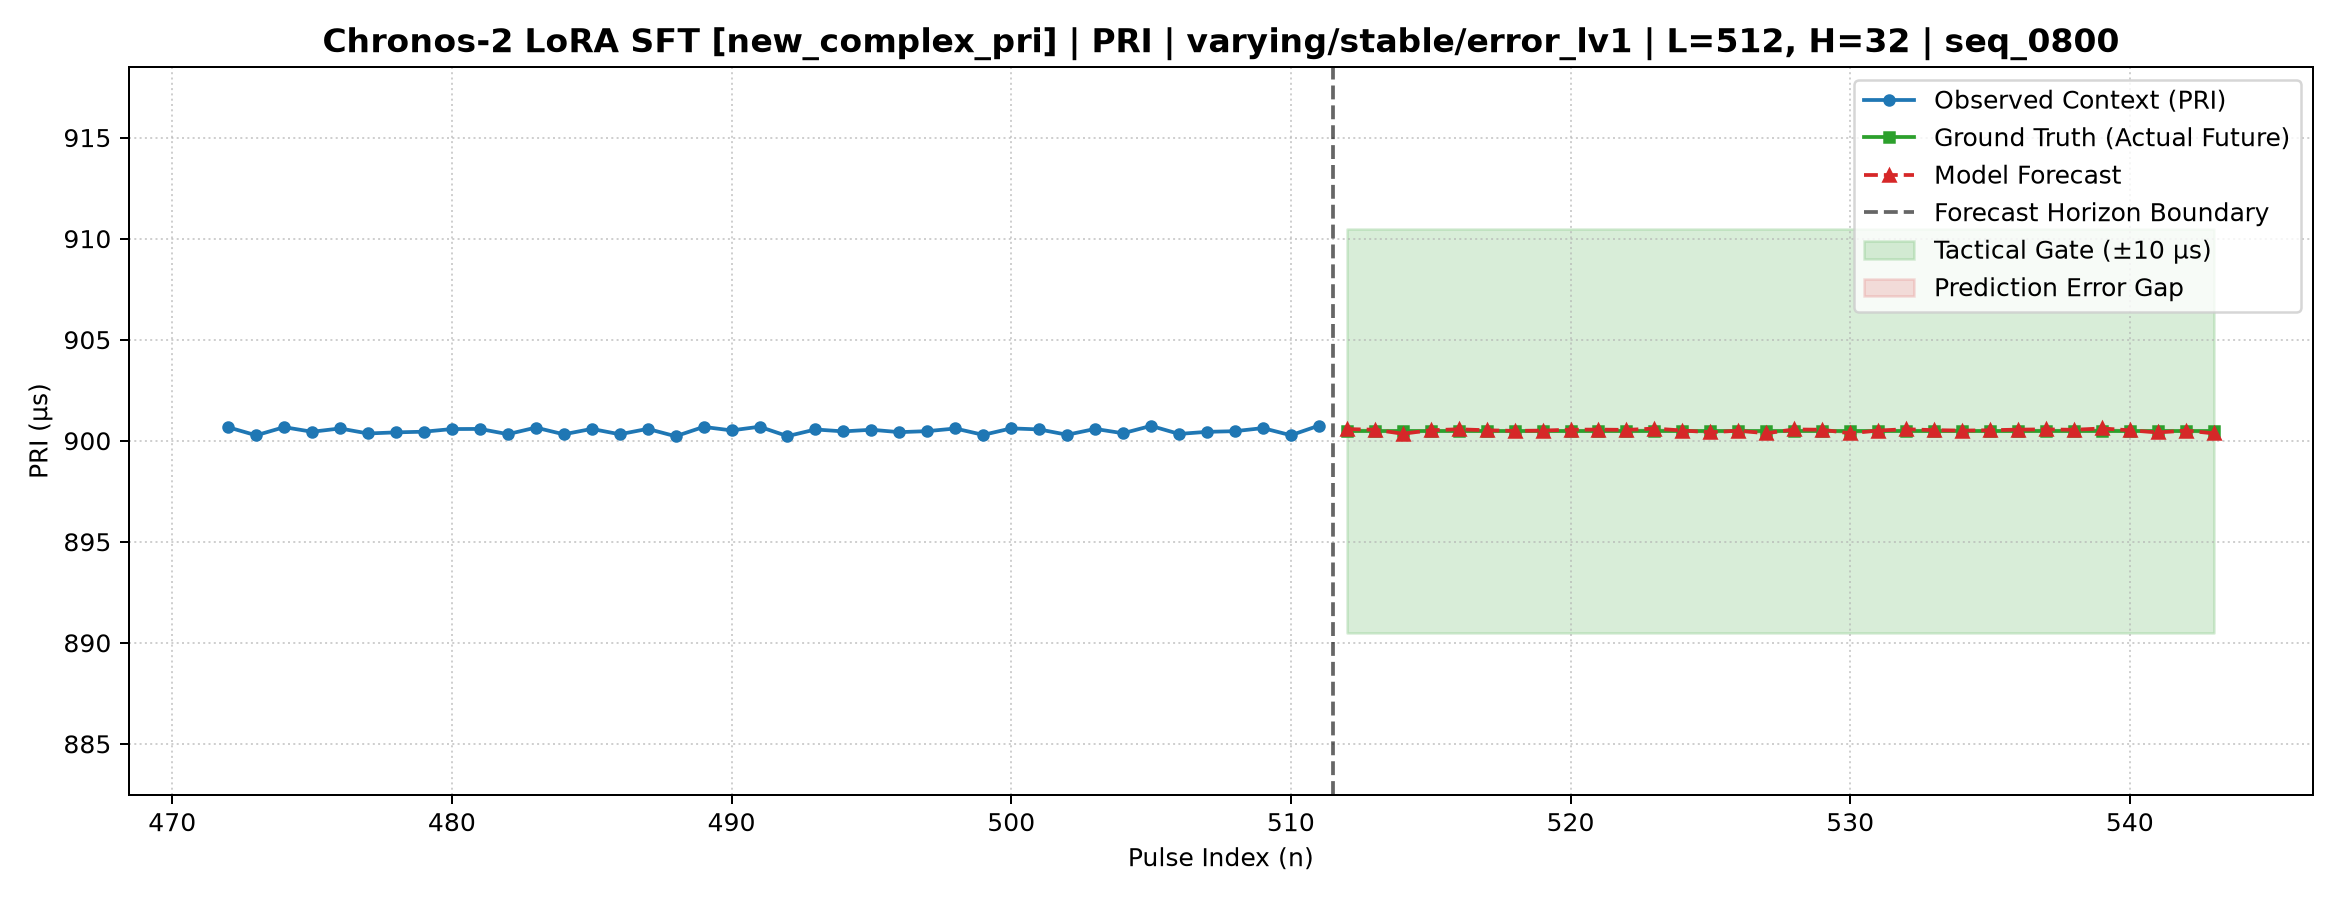 Chronos-2 LoRA SFT [new_complex_pri] | PRI | varying/stable/error_lv1 | L=512, H=32 | seq_0800
Observed Context (PRI)
Ground Truth (Actual Future)
Model Forecast
Forecast Horizon Boundary
Tactical Gate (±10 µs)
Prediction Error Gap
PRI (µs)
915
910
905
900
895
890
885
470 480 490 500 510 520 530 540
Pulse Index (n)